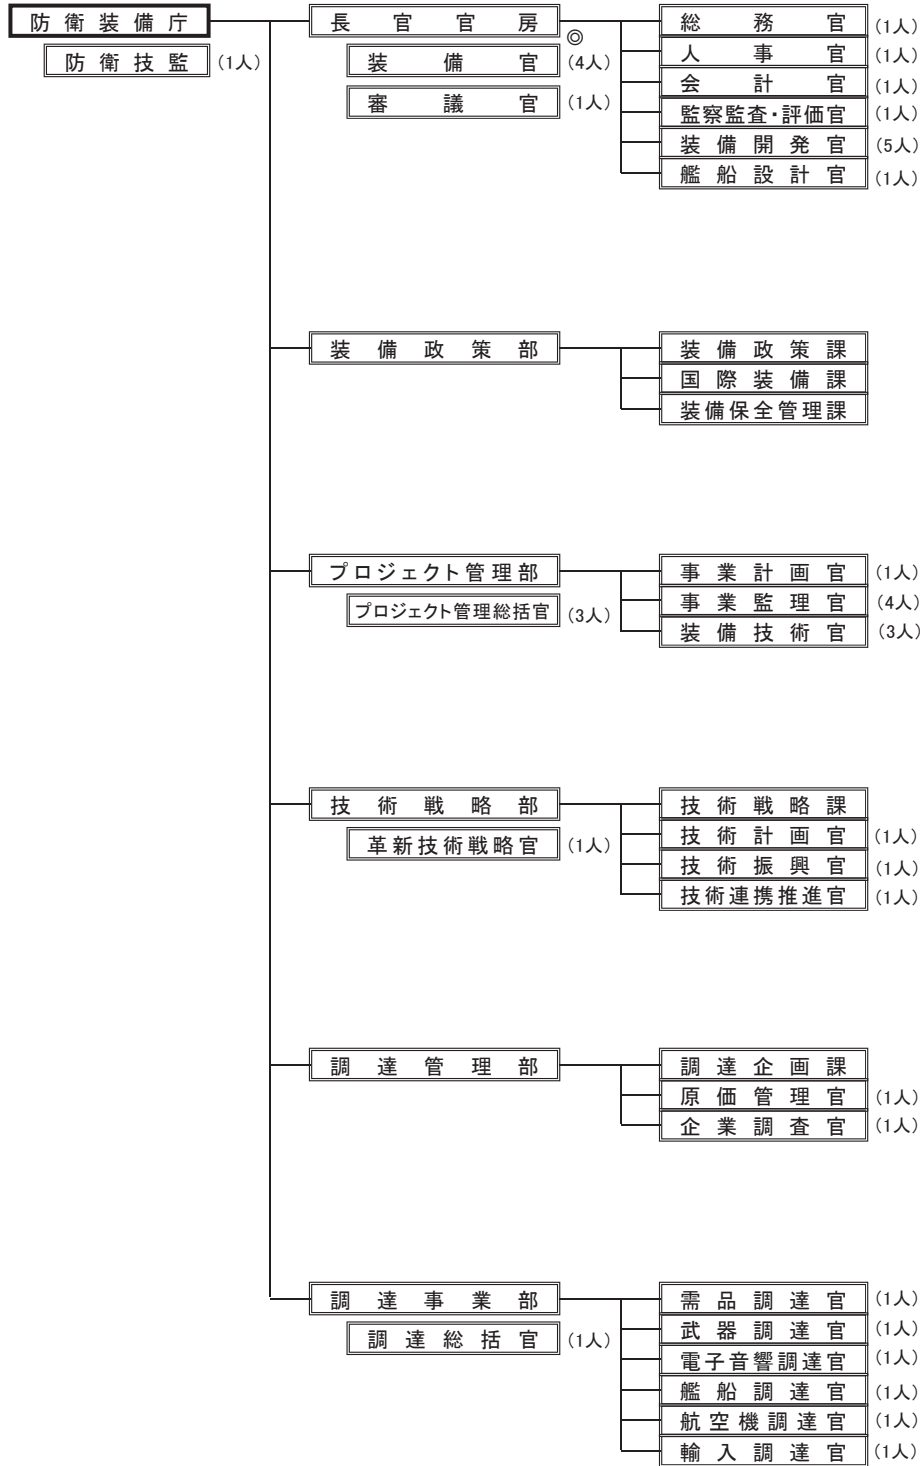 防衛装備庁
防衛技監 (1人)
長官官房 ◎
装備官 (4人)
審議官 (1人)
総務官 (1人)
人事官 (1人)
会計官 (1人)
監察監査・評価官 (1人)
装備開発官 (5人)
艦船設計官 (1人)
装備政策部
装備政策課
国際装備課
装備保全管理課
プロジェクト管理部
プロジェクト管理総括官 (3人)
事業計画官 (1人)
事業監理官 (4人)
装備技術官 (3人)
技術戦略部
革新技術戦略官 (1人)
技術戦略課
技術計画官 (1人)
技術振興官 (1人)
技術連携推進官 (1人)
調達管理部
調達企画課
原価管理官 (1人)
企業調査官 (1人)
調達事業部
調達総括官 (1人)
需品調達官 (1人)
武器調達官 (1人)
電子音響調達官 (1人)
艦船調達官 (1人)
航空機調達官 (1人)
輸入調達官 (1人)